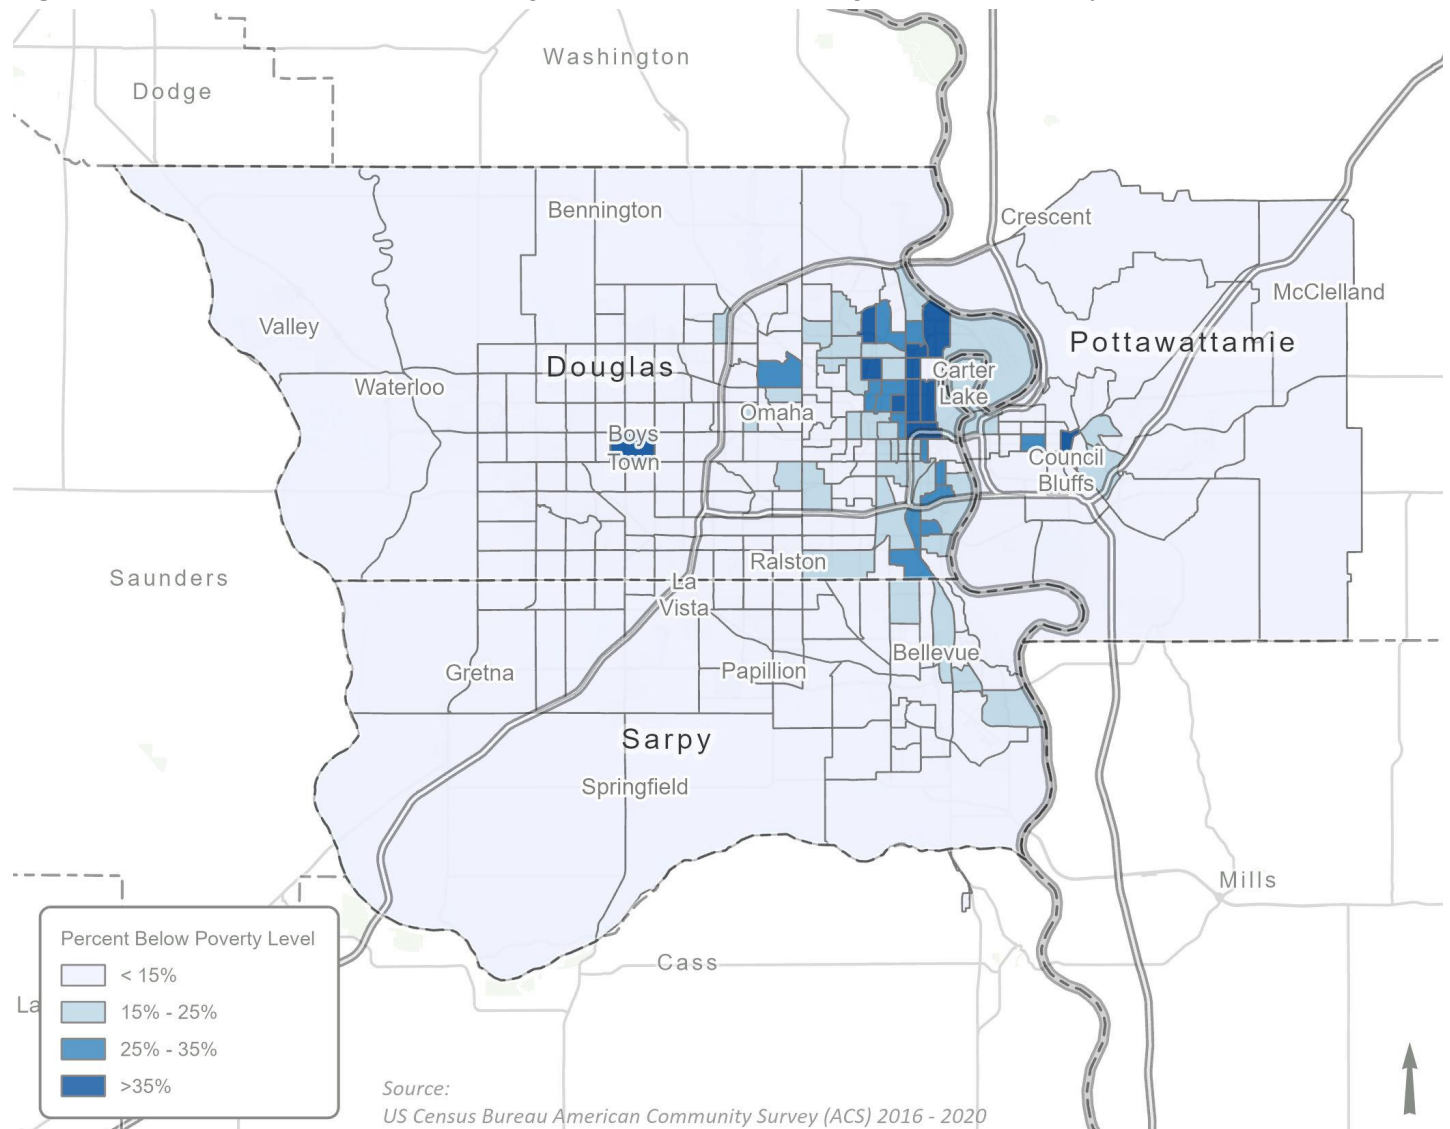 Washington
Dodge
Bennington
Crescent
McClelland
Valley
Pottawattamie
Douglas
Waterloo
Carter
Lake
Omaha
Boys
Town
Council
Bluffs
Ralston
Saunders
La
Vista
Bellevue
Gretna
Papillion
Sarpy
Springfield
Mills
Cass
La
Percent Below Poverty Level
< 15%
15% - 25%
25% - 35%
>35%
Source:
US Census Bureau American Community Survey (ACS) 2016 - 2020